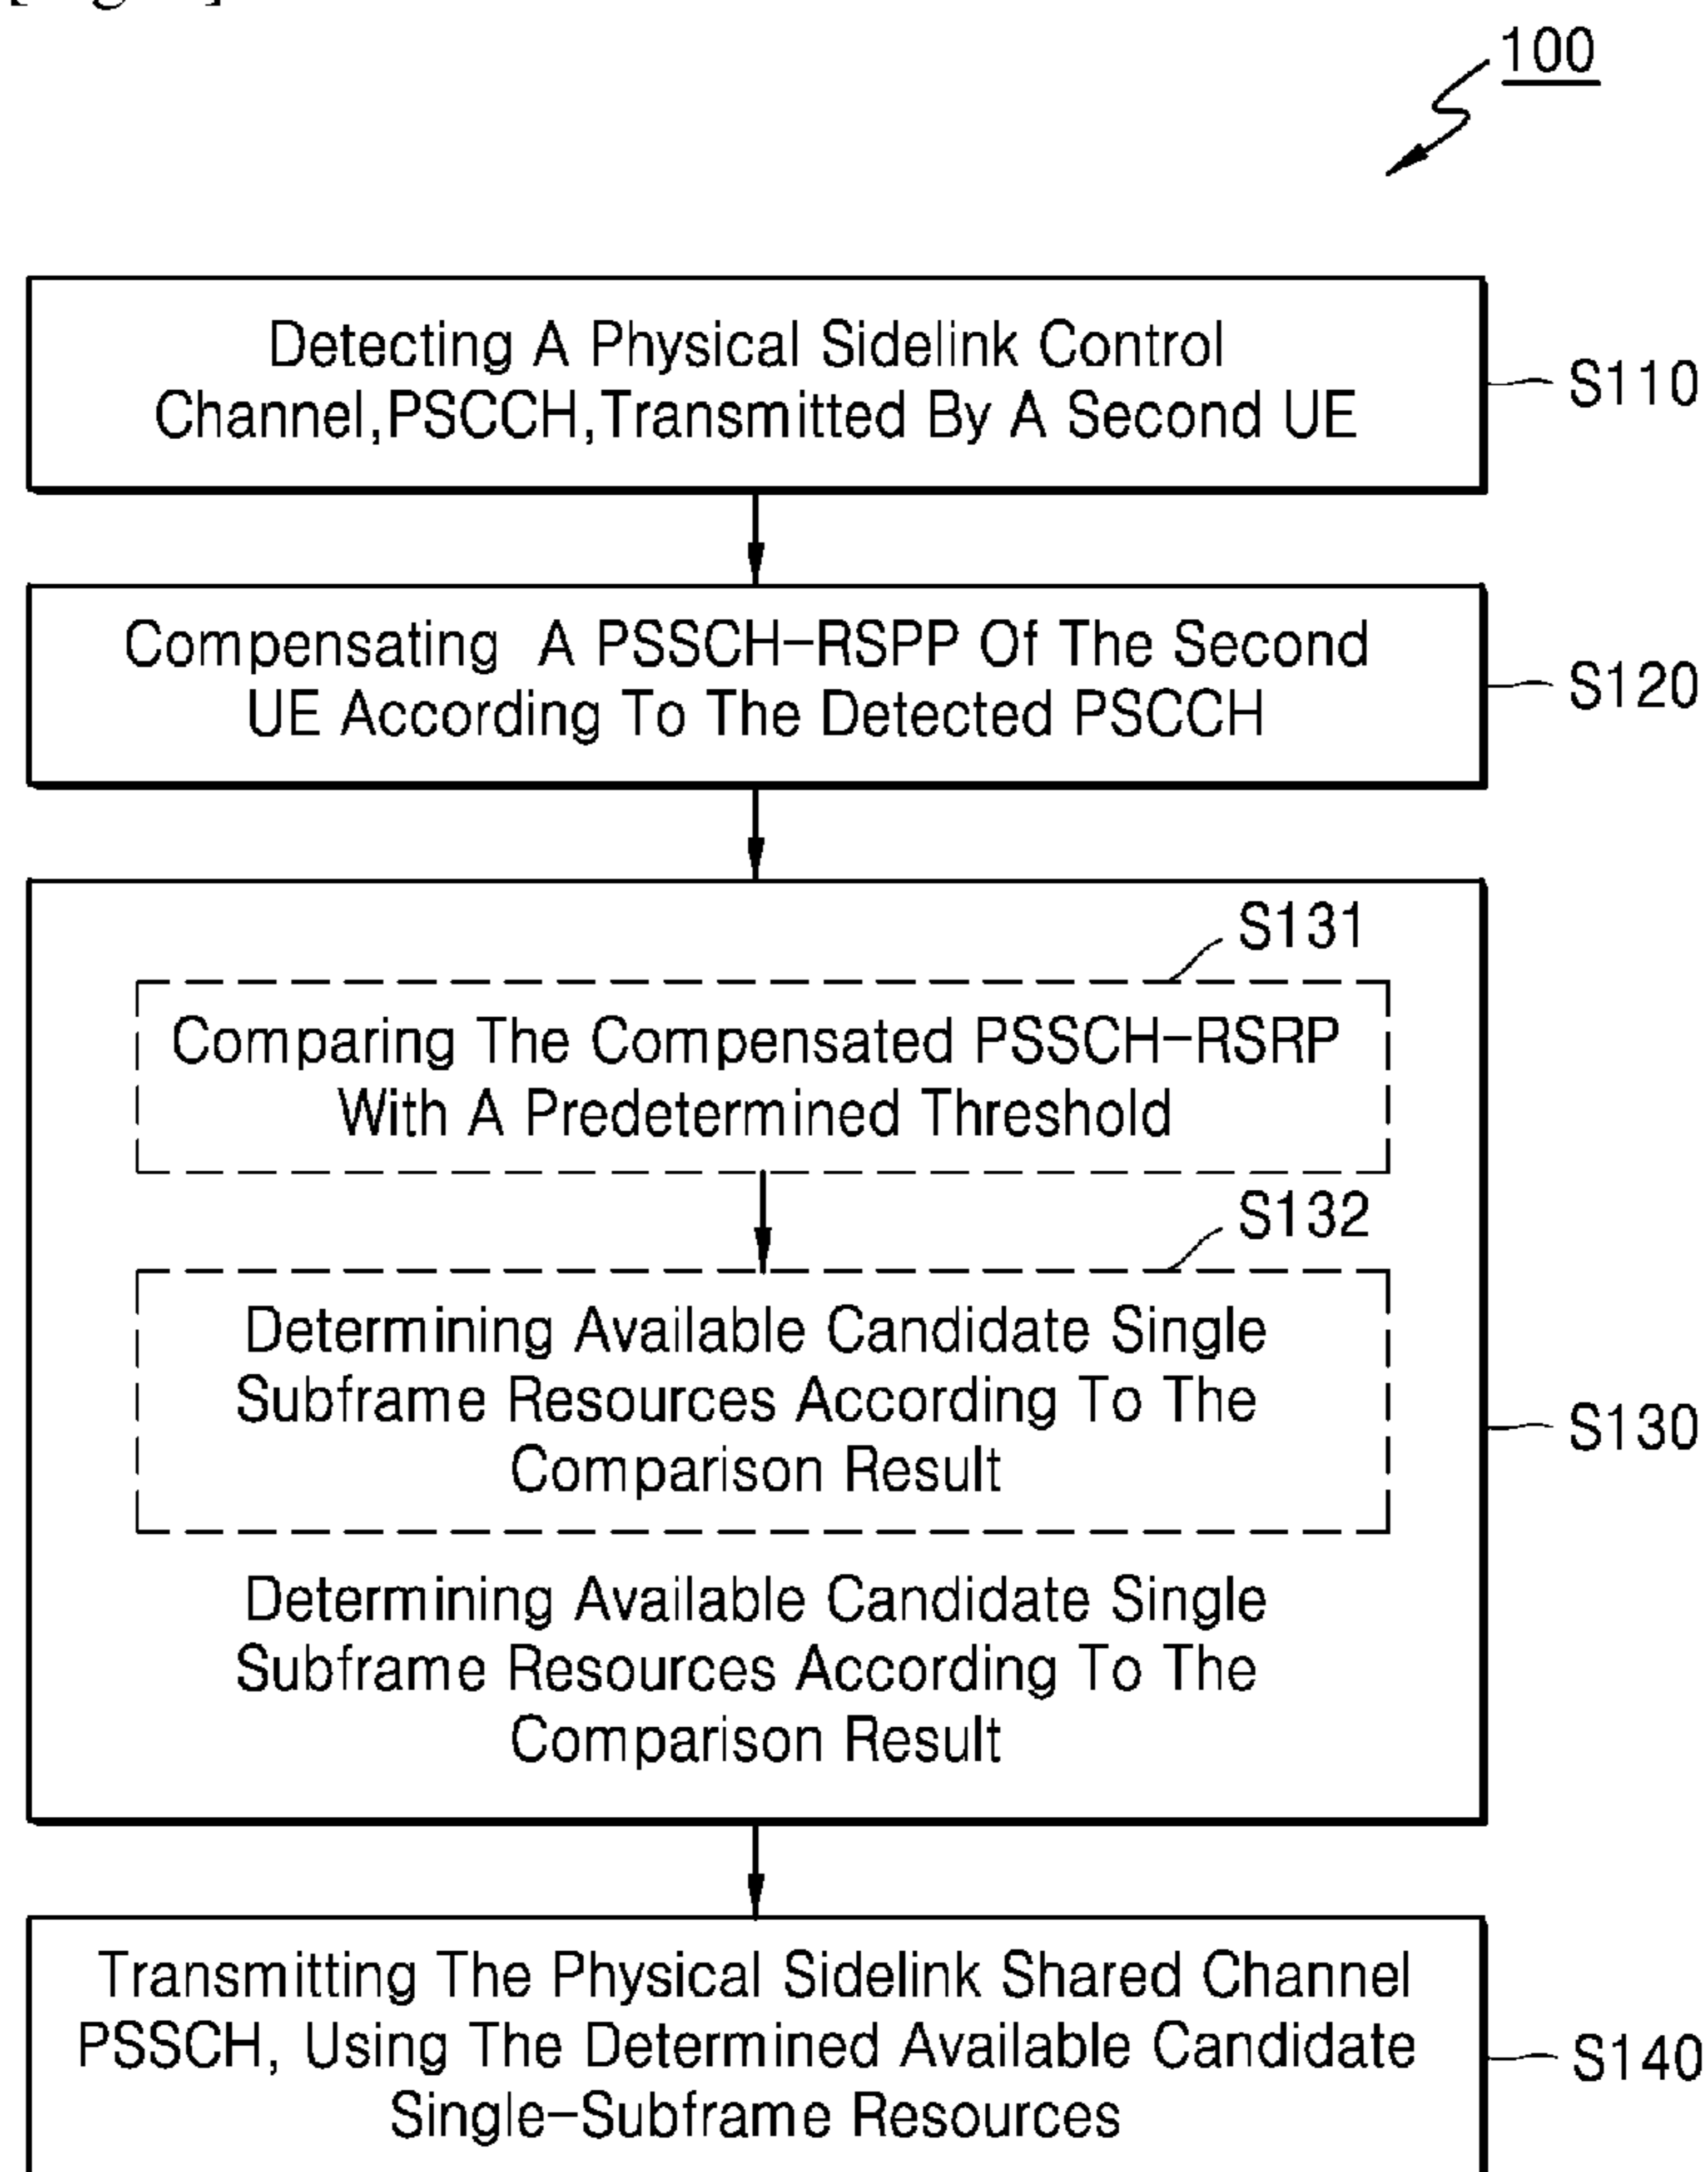 100
Detecting A Physical Sidelink Control
Channel,PSCCH,Transmitted By A Second UE
S110
Compensating A PSSCH-RSPP Of The Second
UE According To The Detected PSCCH
S120
S131
Comparing The Compensated PSSCH-RSRP
With A Predetermined Threshold
S132
Determining Available Candidate Single
Subframe Resources According To The
Comparison Result
S130
Determining Available Candidate Single
Subframe Resources According To The
Comparison Result
Transmitting The Physical Sidelink Shared Channel
PSSCH, Using The Determined Available Candidate
Single-Subframe Resources
S140